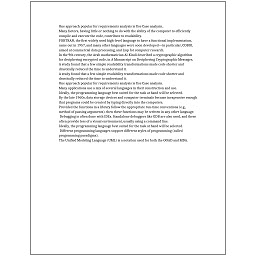 One approach popular for requirements analysis is Use Case analysis.
Many factors, having little or nothing to do with the ability of the computer to efficiently
compile and execute the code, contribute to readability.
FORTRAN, the first widely used high-level language to have a functional implementation,
came out in 1957, and many other languages were soon developed—in particular, COBOL
aimed at commercial data processing, and Lisp for computer research.
In the 9th century, the Arab mathematician Al-Kindi described a cryptographic algorithm
for deciphering encrypted code, in A Manuscript on Deciphering Cryptographic Messages.
A study found that a few simple readability transformations made code shorter and
drastically reduced the time to understand it.
A study found that a few simple readability transformations made code shorter and
drastically reduced the time to understand it.
One approach popular for requirements analysis is Use Case analysis.
Many applications use a mix of several languages in their construction and use.
Ideally, the programming language best suited for the task at hand will be selected.
By the late 1960s, data storage devices and computer terminals became inexpensive enough
that programs could be created by typing directly into the computers.
Provided the functions in a library follow the appropriate run-time conventions (e.g.,
method of passing arguments), then these functions may be written in any other language.
Debugging is often done with IDEs. Standalone debuggers like GDB are also used, and these
often provide less of a visual environment, usually using a command line.
Ideally, the programming language best suited for the task at hand will be selected.
Different programming languages support different styles of programming (called
programming paradigms).
The Unified Modeling Language (UML) is a notation used for both the OOAD and MDA.